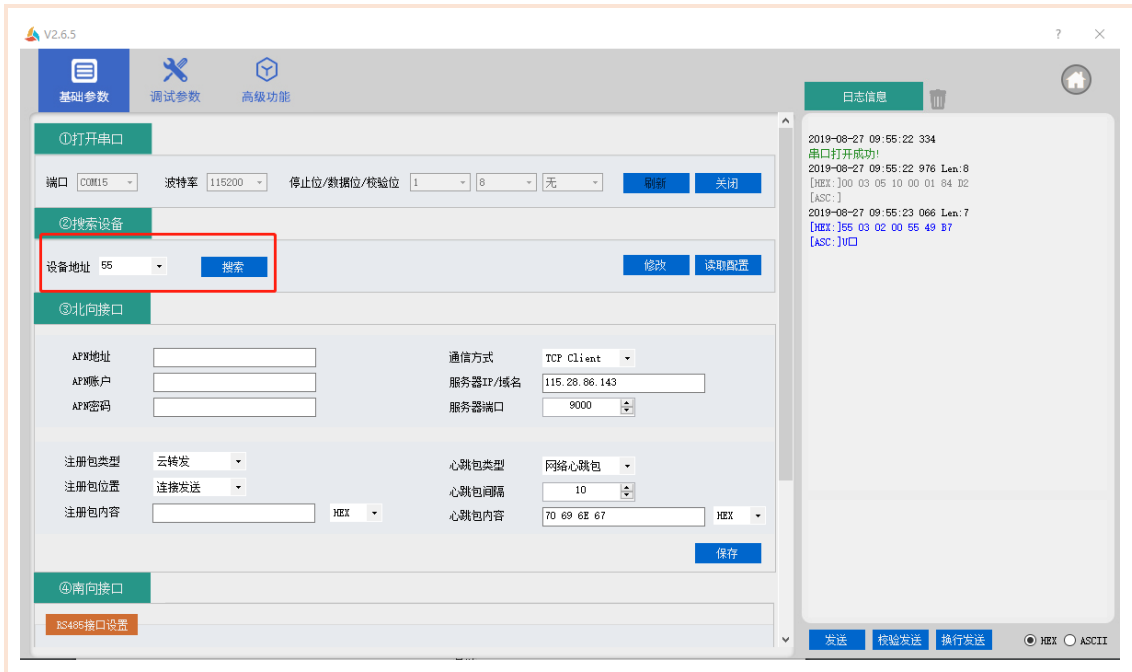 V2.6.5
?
基础参数 调试参数 高级功能
①打开串口
端口 COM15 波特率 115200 停止位/数据位/校验位 1 8 无 刷新 关闭
②搜索设备
设备地址 55 搜索 修改 读取配置
③北向接口
APN地址 通信方式 TCP Client
APN账户 服务器IP/域名 115.28.86.143
APN密码 服务器端口 9000
注册包类型 云转发 心跳包类型 网络心跳包
注册包位置 连接发送 心跳包间隔 10
注册包内容 HEX 心跳包内容 70 69 6E 67 HEX
保存
④南向接口
RS485接口设置
日志信息
2019-08-27 09:55:22 334
串口打开成功!
2019-08-27 09:55:22 976 Len:8
[HEX:]00 03 05 10 00 01 84 D2
[ASC:]
2019-08-27 09:55:23 066 Len:7
[HEX:]55 03 02 00 55 49 B7
[ASC:]U□
发送 校验发送 换行发送 HEX ASCII